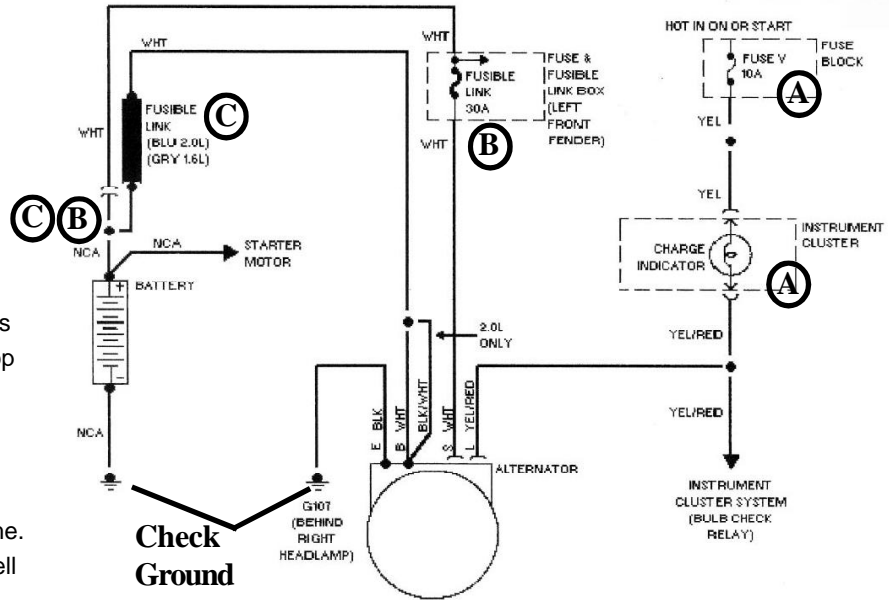 HOT IN ON OR START
FUSE V
10A
FUSE
BLOCK
A
YEL
YEL
INSTRUMENT
CLUSTER
CHARGE
INDICATOR
A
YEL/RED
YEL/RED
INSTRUMENT
CLUSTER SYSTEM
(BULB CHECK
RELAY)
WHT
WHT
FUSIBLE
LINK
30A
FUSE &
FUSIBLE
LINK BOX
(LEFT
FRONT
FENDER)
B
WHT
WHT
FUSIBLE
LINK
(BLU 2.0L)
(GRY 1.6L)
C
C B
NCA
NCA
STARTER
MOTOR
BATTERY
+
-
NCA
2.0L
ONLY
E BLK
B WHT
BLK/WHT
S WHT
L YEL/RED
ALTERNATOR
G107
(BEHIND
RIGHT
HEADLAMP)
Check
Ground